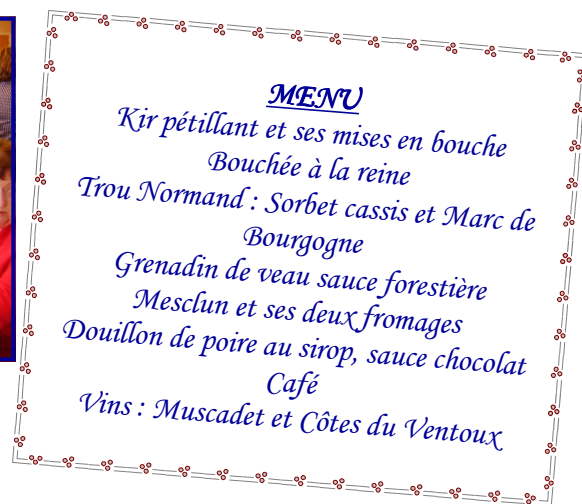 MENU
Kir pétillant et ses mises en bouche
Bouchée à la reine
Trou Normand : Sorbet cassis et Marc de
Bourgogne
Grenadin de veau sauce forestière
Mesclun et ses deux fromages
Douillon de poire au sirop, sauce chocolat
Café
Vins : Muscadet et Côtes du Ventoux